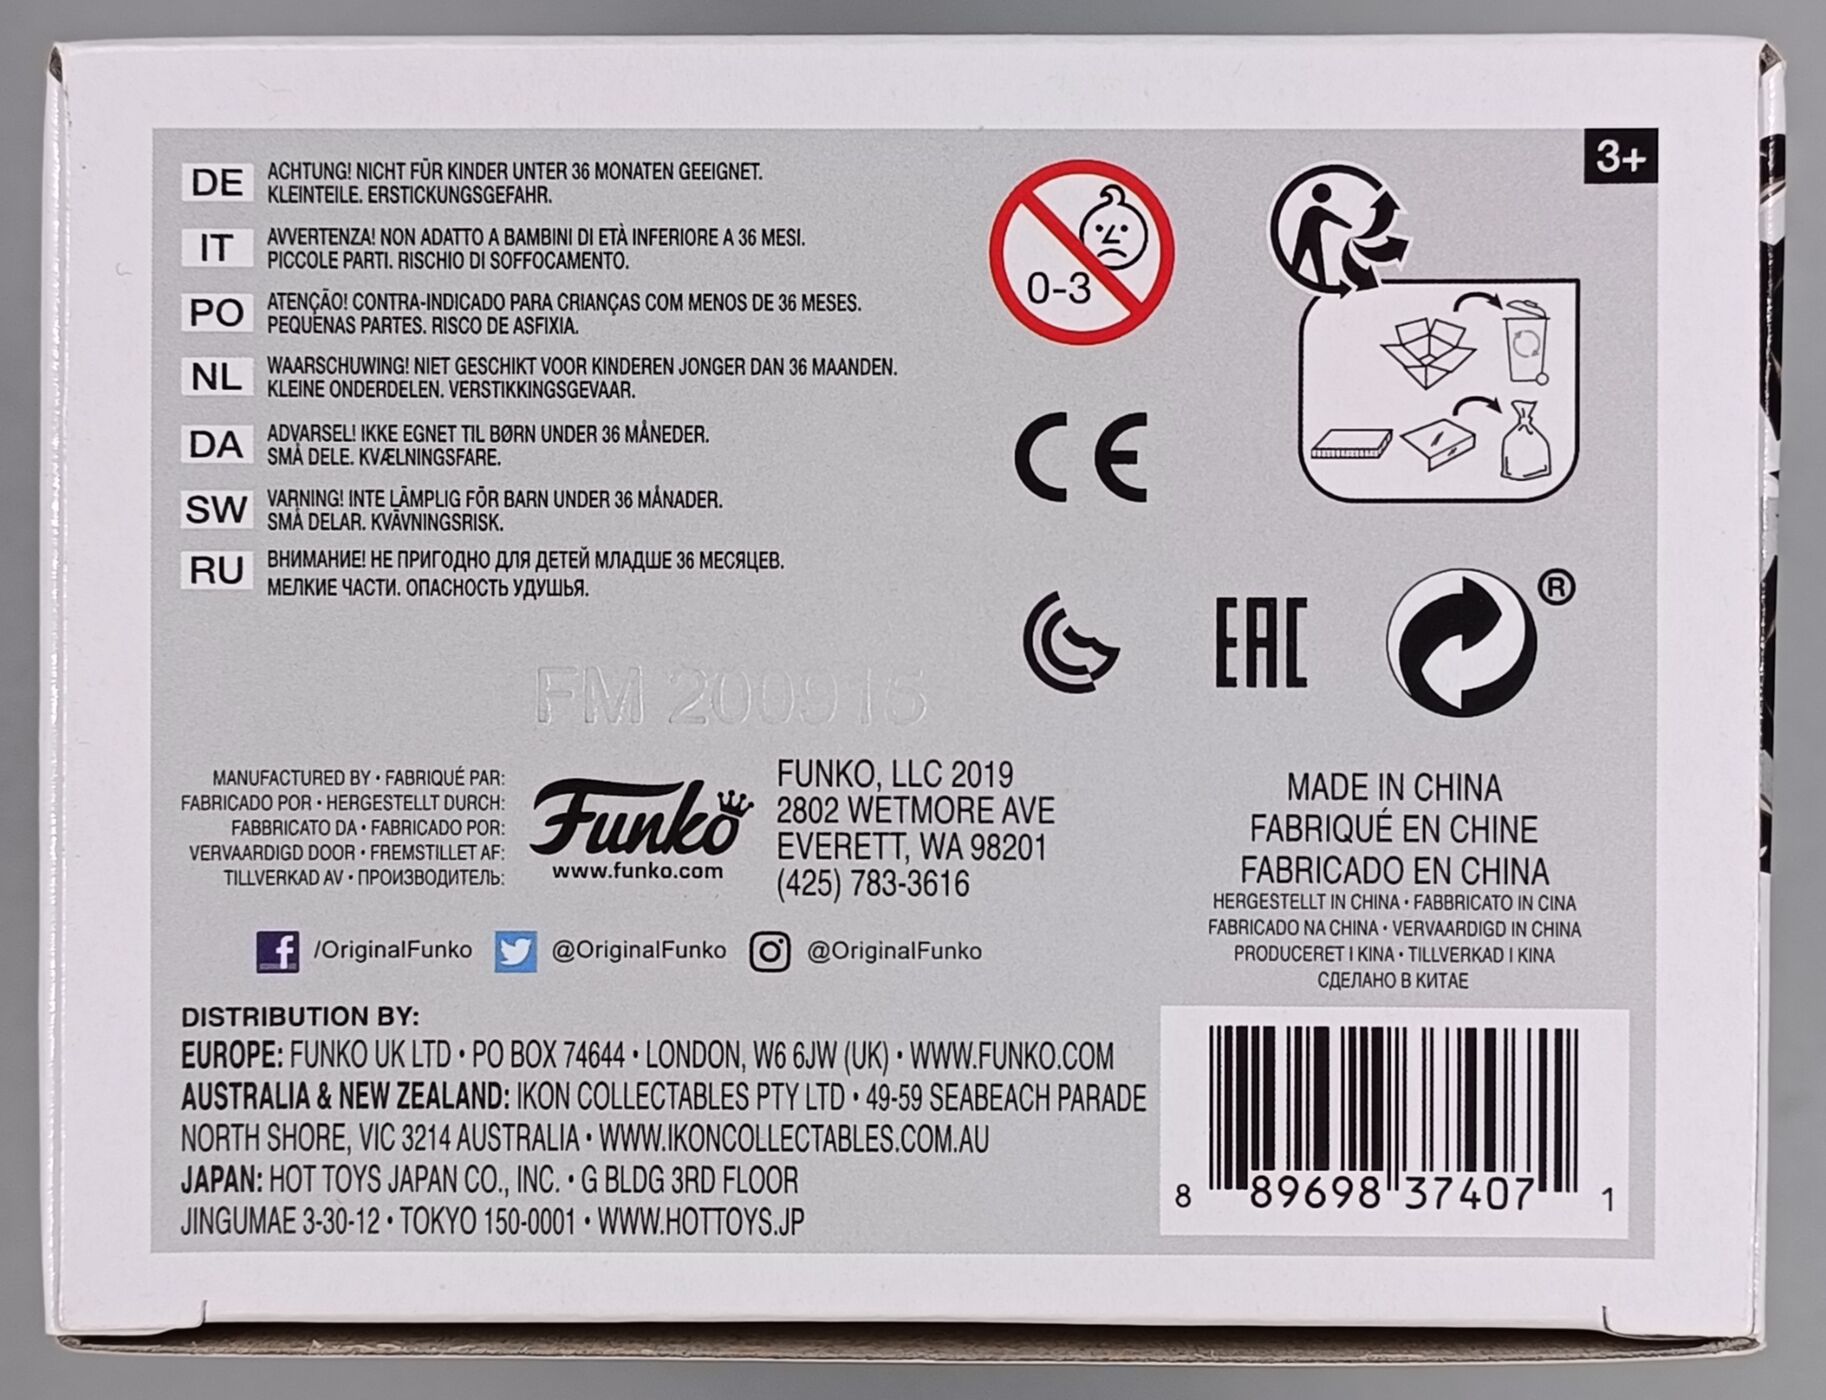 3+
DE ACHTUNG! NICHT FÜR KINDER UNTER 36 MONATEN GEEIGNET.
KLEINTEILE. ERSTICKUNGSGEFAHR.
IT AVVERTENZA! NON ADATTO A BAMBINI DI ETÀ INFERIORE A 36 MESI.
PICCOLE PARTI. RISCHIO DI SOFFOCAMENTO.
PO ATENÇÃO! CONTRA-INDICADO PARA CRIANÇAS COM MENOS DE 36 MESES.
PEQUENAS PARTES. RISCO DE ASFIXIA.
NL WAARSCHUWING! NIET GESCHIKT VOOR KINDEREN JONGER DAN 36 MAANDEN.
KLEINE ONDERDELEN. VERSTIKKINGSGEVAAR.
DA ADVARSEL! IKKE EGNET TIL BØRN UNDER 36 MÅNEDER.
SMÅ DELE. KVÆLNINGSFARE.
SW VARNING! INTE LÄMPLIG FÖR BARN UNDER 36 MÅNADER.
SMÅ DELAR. KVÄVNINGSRISK.
RU ВНИМАНИЕ! НЕ ПРИГОДНО ДЛЯ ДЕТЕЙ МЛАДШЕ 36 МЕСЯЦЕВ.
МЕЛКИЕ ЧАСТИ. ОПАСНОСТЬ УДУШЬЯ.
0-3
CE
EAC
®
FM 200915
MANUFACTURED BY • FABRIQUÉ PAR:
FABRICADO POR • HERGESTELLT DURCH:
FABBRICATO DA • FABRICADO POR:
VERVAARDIGD DOOR • FREMSTILLET AF:
TILLVERKAD AV • ПРОИЗВОДИТЕЛЬ:
Funko
www.funko.com
FUNKO, LLC 2019
2802 WETMORE AVE
EVERETT, WA 98201
(425) 783-3616
MADE IN CHINA
FABRIQUÉ EN CHINE
FABRICADO EN CHINA
HERGESTELLT IN CHINA • FABBRICATO IN CINA
FABRICADO NA CHINA • VERVAARDIGD IN CHINA
PRODUCERET I KINA • TILLVERKAD I KINA
СДЕЛАНО В КИТАЕ
f /OriginalFunko @OriginalFunko @OriginalFunko
DISTRIBUTION BY:
EUROPE: FUNKO UK LTD • PO BOX 74644 • LONDON, W6 6JW (UK) • WWW.FUNKO.COM
AUSTRALIA & NEW ZEALAND: IKON COLLECTABLES PTY LTD • 49-59 SEABEACH PARADE
NORTH SHORE, VIC 3214 AUSTRALIA • WWW.IKONCOLLECTABLES.COM.AU
JAPAN: HOT TOYS JAPAN CO., INC. • G BLDG 3RD FLOOR
JINGUMAE 3-30-12 • TOKYO 150-0001 • WWW.HOTTOYS.JP
8 89698 37407 1